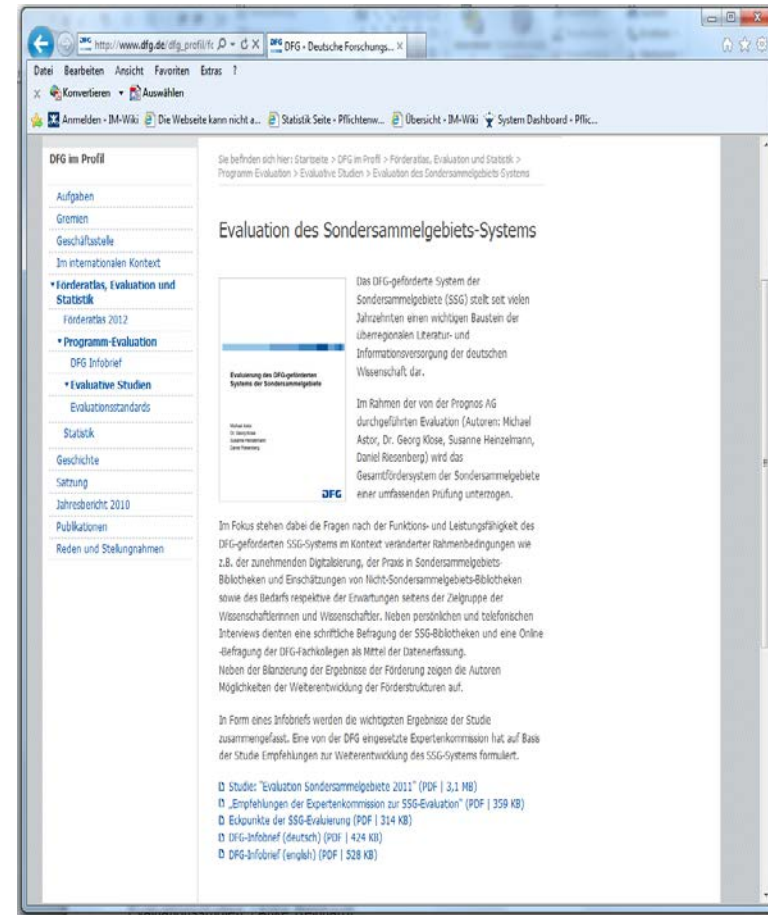 http://www.dfg.de/dfg_profil/fc
DFG - Deutsche Forschungs...
Datei Bearbeiten Ansicht Favoriten Extras ?
x Konvertieren Auswählen
Anmelden - IM-Wiki Die Webseite kann nicht a... Statistik Seite - Pflichtenw... Übersicht - IM-Wiki System Dashboard - Pflic...
DFG im Profil
Aufgaben
Gremien
Geschäftsstelle
Im internationalen Kontext
Förderatlas, Evaluation und
Statistik
Förderatlas 2012
Programm-Evaluation
DFG Infobrief
Evaluative Studien
Evaluationsstandards
Statistik
Geschichte
Satzung
Jahresbericht 2010
Publikationen
Reden und Stellungnahmen
Sie befinden sich hier: Startseite > DFG im Profil > Förderatlas, Evaluation und Statistik >
Programm Evaluation > Evaluative Studien > Evaluation des Sondersammelgebiets-Systems
Evaluation des Sondersammelgebiets-Systems
Evaluierung des DFG-geförderten
Systems der Sondersammelgebiete
Michael Astor
Dr. Georg Klose
Susanne Heinzelmann
Daniel Riesenberg
DFG
Das DFG-geförderte System der
Sondersammelgebiete (SSG) stellt seit vielen
Jahrzehnten einen wichtigen Baustein der
überregionalen Literatur- und
Informationsversorgung der deutschen
Wissenschaft dar.
Im Rahmen der von der Prognos AG
durchgeführten Evaluation (Autoren: Michael
Astor, Dr. Georg Klose, Susanne Heinzelmann,
Daniel Riesenberg) wird das
Gesamtfördersystem der Sondersammelgebiete
einer umfassenden Prüfung unterzogen.
Im Fokus stehen dabei die Fragen nach der Funktions- und Leistungsfähigkeit des
DFG-geförderten SSG-Systems im Kontext veränderter Rahmenbedingungen wie
z.B. der zunehmenden Digitalisierung, der Praxis in Sondersammelgebiets-
Bibliotheken und Einschätzungen von Nicht-Sondersammelgebiets-Bibliotheken
sowie des Bedarfs respektive der Erwartungen seitens der Zielgruppe der
Wissenschaftlerinnen und Wissenschaftler. Neben persönlichen und telefonischen
Interviews dienten eine schriftliche Befragung der SSG-Bibliotheken und eine Online
-Befragung der DFG-Fachkollegien als Mittel der Datenerfassung.
Neben der Bilanzierung der Ergebnisse der Förderung zeigen die Autoren
Möglichkeiten der Weiterentwicklung der Förderstrukturen auf.
In Form eines Infobriefs werden die wichtigsten Ergebnisse der Studie
zusammengefasst. Eine von der DFG eingesetzte Expertenkommission hat auf Basis
der Studie Empfehlungen zur Weiterentwicklung des SSG-Systems formuliert.
Studie: "Evaluation Sondersammelgebiete 2011" (PDF | 3,1 MB)
„Empfehlungen der Expertenkommission zur SSG-Evaluation" (PDF | 359 KB)
Eckpunkte der SSG-Evaluierung (PDF | 314 KB)
DFG-Infobrief (deutsch) (PDF | 424 KB)
DFG-Infobrief (english) (PDF | 528 KB)